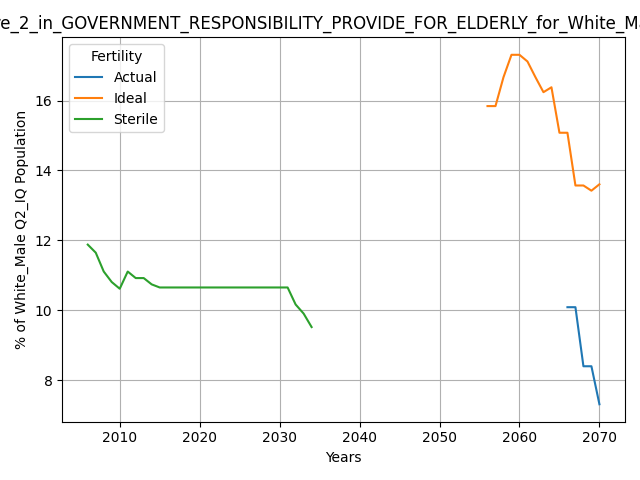 re_2_in_GOVERNMENT_RESPONSIBILITY_PROVIDE_FOR_ELDERLY_for_White_Ma
Fertility
Actual
Ideal
Sterile
% of White_Male Q2_IQ Population
16
14
12
10
8
2010 2020 2030 2040 2050 2060 2070
Years